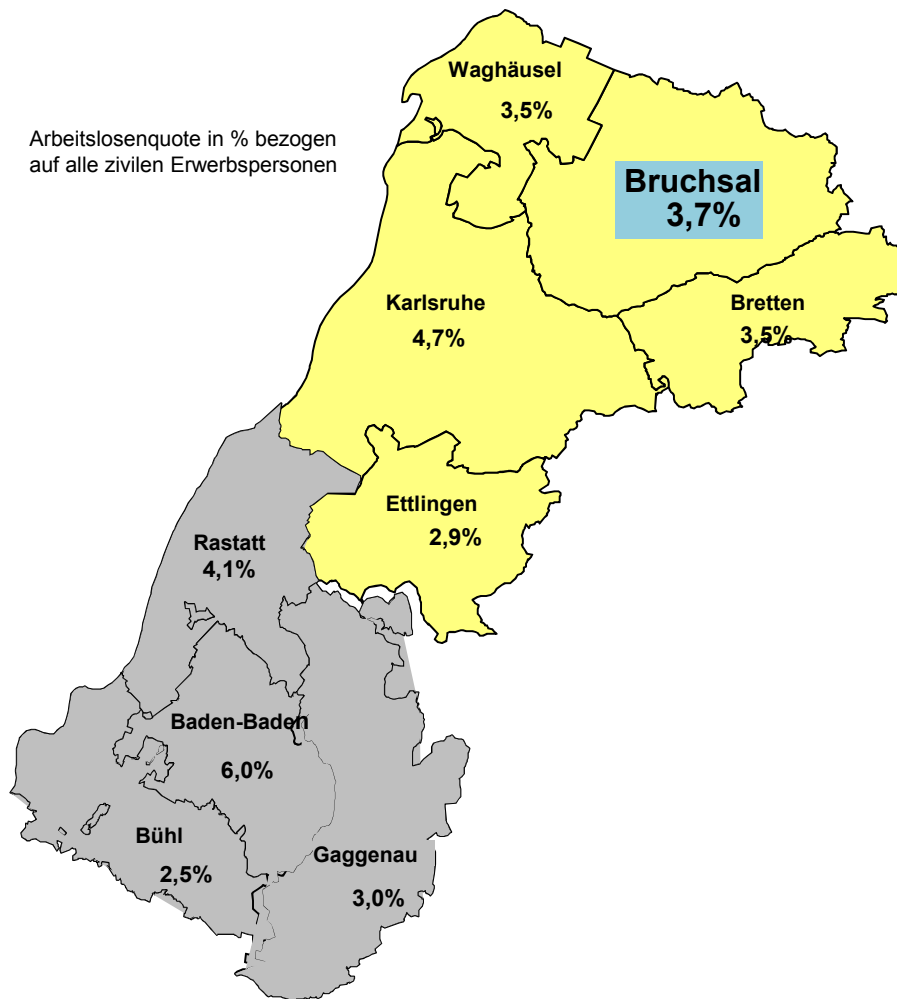 Waghäusel
3,5%
Arbeitslosenquote in % bezogen
auf alle zivilen Erwerbspersonen
Bruchsal
3,7%
Karlsruhe
4,7%
Bretten
3,5%
Ettlingen
2,9%
Rastatt
4,1%
Baden-Baden
6,0%
Bühl
2,5%
Gaggenau
3,0%